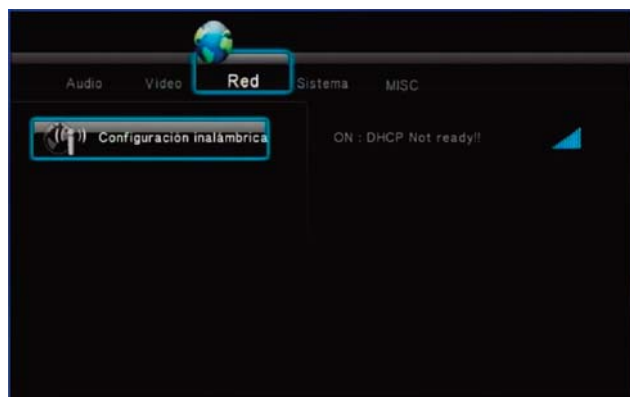 Audio Video Red Sistema MISC
Configuración inalámbrica ON : DHCP Not ready!!